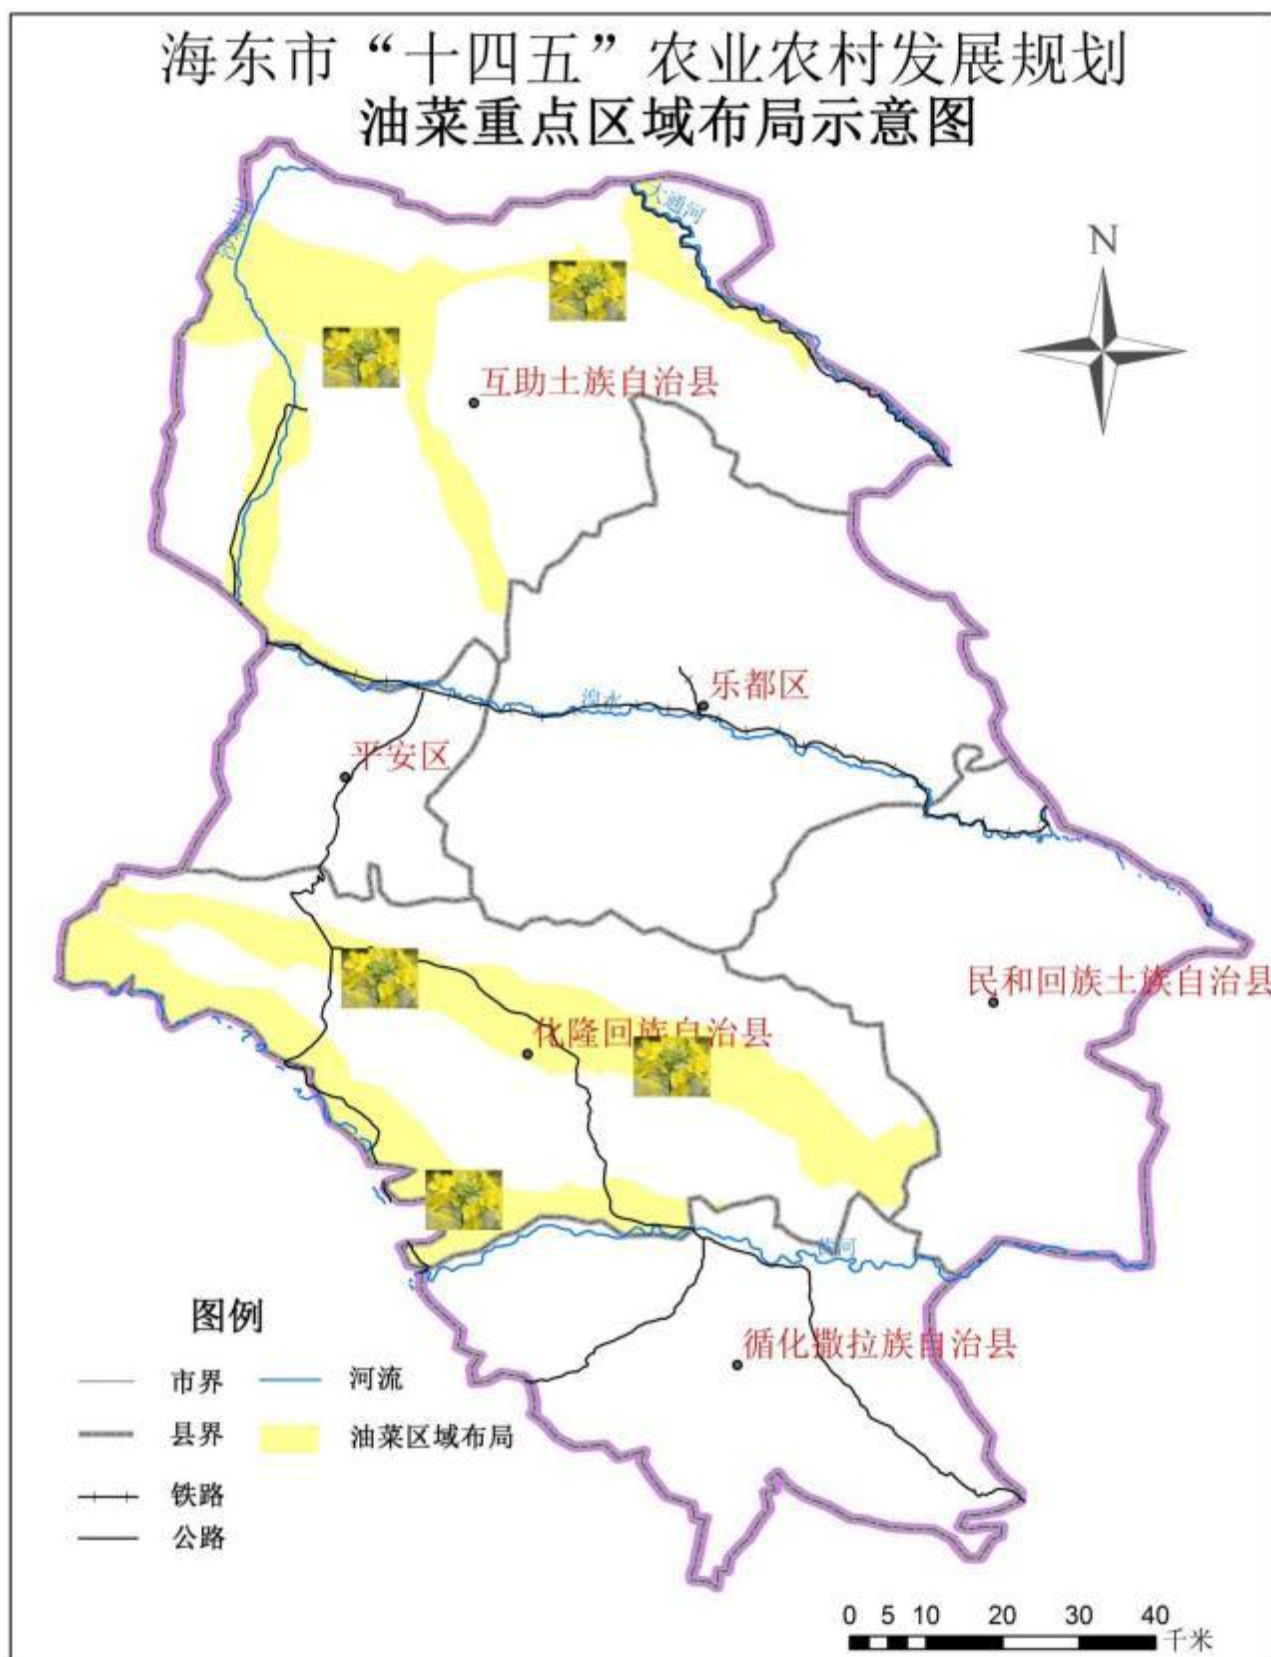 海东市“十四五”农业农村发展规划
油菜重点区域布局示意图
大通河
N
互助土族自治县
湟水
乐都区
平安区
民和回族土族自治县
化隆回族自治县
黄河
循化撒拉族自治县
图例
市界
河流
县界
油菜区域布局
铁路
公路
0 5 10 20 30 40
千米